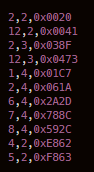 2,2,0x0020
12,2,0x0041
2,3,0x038F
12,3,0x0473
1,4,0x01C7
2,4,0x061A
6,4,0x2A2D
7,4,0x788C
8,4,0x592C
4,2,0xE862
5,2,0xF863